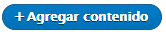 + Agregar contenido